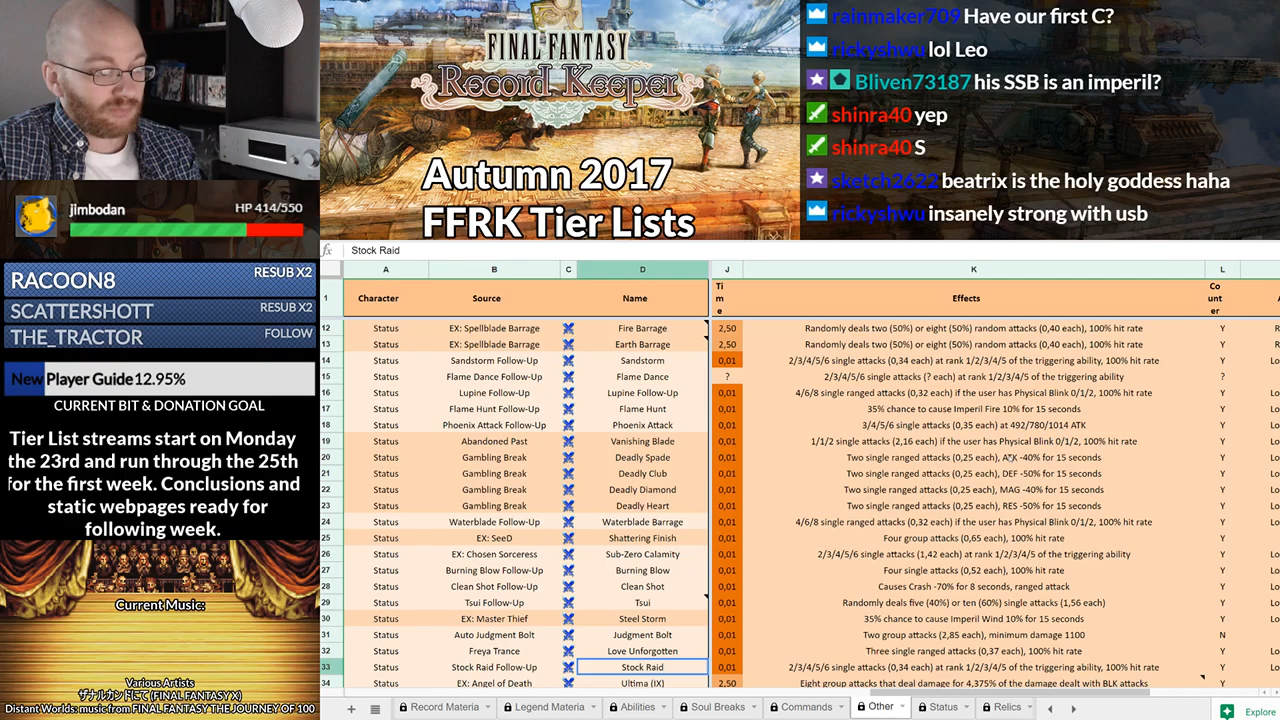 FINAL FANTASY
Record Keeper
Autumn 2017
FFRK Tier Lists
rainmaker709 Have our first C?
rickyshwu lol Leo
Bliven73187 his SSB is an imperil?
shinra40 yep
shinra40 S
sketch2622 beatrix is the holy goddess haha
rickyshwu insanely strong with usb
jimbodan HP 414/550
RACOON8 RESUB X2
SCATTERSHOTT RESUB X2
THE_TRACTOR FOLLOW
New Player Guide 12.95%
CURRENT BIT & DONATION GOAL
Tier List streams start on Monday
the 23rd and run through the 25th
for the first week. Conclusions and
static webpages ready for
following week.
Current Music:
Various Artists
ザナルカンドにて (FINAL FANTASY X)
Distant Worlds: music from FINAL FANTASY THE JOURNEY OF 100
fx Stock Raid
A B C D J K L
1 Character Source Name Time Effects Counter
12 Status EX: Spellblade Barrage Fire Barrage 2,50 Randomly deals two (50%) or eight (50%) random attacks (0,40 each), 100% hit rate Y
13 Status EX: Spellblade Barrage Earth Barrage 2,50 Randomly deals two (50%) or eight (50%) random attacks (0,40 each), 100% hit rate Y R
14 Status Sandstorm Follow-Up Sandstorm 0,01 2/3/4/5/6 single attacks (0,34 each) at rank 1/2/3/4/5 of the triggering ability, 100% hit rate Y
15 Status Flame Dance Follow-Up Flame Dance ? 2/3/4/5/6 single attacks (? each) at rank 1/2/3/4/5 of the triggering ability ?
16 Status Lupine Follow-Up Lupine Follow-Up 0,01 4/6/8 single ranged attacks (0,32 each) if the user has Physical Blink 0/1/2, 100% hit rate Y Lo
17 Status Flame Hunt Follow-Up Flame Hunt 0,01 35% chance to cause Imperil Fire 10% for 15 seconds Y Lo
18 Status Phoenix Attack Follow-Up Phoenix Attack 0,01 3/4/5/6 single attacks (0,35 each) at 492/780/1014 ATK Y Lo
19 Status Abandoned Past Vanishing Blade 0,01 1/1/2 single attacks (2,16 each) if the user has Physical Blink 0/1/2, 100% hit rate Y
20 Status Gambling Break Deadly Spade 0,01 Two single ranged attacks (0,25 each), ATK -40% for 15 seconds Y
21 Status Gambling Break Deadly Club 0,01 Two single ranged attacks (0,25 each), DEF -50% for 15 seconds Y
22 Status Gambling Break Deadly Diamond 0,01 Two single ranged attacks (0,25 each), MAG -40% for 15 seconds Y
23 Status Gambling Break Deadly Heart 0,01 Two single ranged attacks (0,25 each), RES -50% for 15 seconds Y
24 Status Waterblade Follow-Up Waterblade Barrage 0,01 4/6/8 single ranged attacks (0,32 each) if the user has Physical Blink 0/1/2, 100% hit rate Y Lo
25 Status EX: SeeD Shattering Finish 0,01 Four group attacks (0,65 each), 100% hit rate Y
26 Status EX: Chosen Sorceress Sub-Zero Calamity 0,01 2/3/4/5/6 single attacks (1,42 each) at rank 1/2/3/4/5 of the triggering ability Y
27 Status Burning Blow Follow-Up Burning Blow 0,01 Four single attacks (0,52 each), 100% hit rate Y
28 Status Clean Shot Follow-Up Clean Shot 0,01 Causes Crash -70% for 8 seconds, ranged attack Y
29 Status Tsui Follow-Up Tsui 0,01 Randomly deals five (40%) or ten (60%) single attacks (1,56 each) Y Lo
30 Status EX: Master Thief Steel Storm 0,01 35% chance to cause Imperil Wind 10% for 15 seconds Y
31 Status Auto Judgment Bolt Judgment Bolt 0,01 Two group attacks (2,85 each), minimum damage 1100 N
32 Status Freya Trance Love Unforgotten 0,01 Three single ranged attacks (0,37 each), 100% hit rate Y
33 Status Stock Raid Follow-Up Stock Raid 0,01 2/3/4/5/6 single attacks (0,34 each) at rank 1/2/3/4/5 of the triggering ability, 100% hit rate Y Lo
34 Status EX: Angel of Death Ultima (IX) 2,50 Eight group attacks that deal damage for 4,375% of the damage dealt with BLK attacks Y
Record Materia Legend Materia Abilities Soul Breaks Commands Other Status Relics Explore